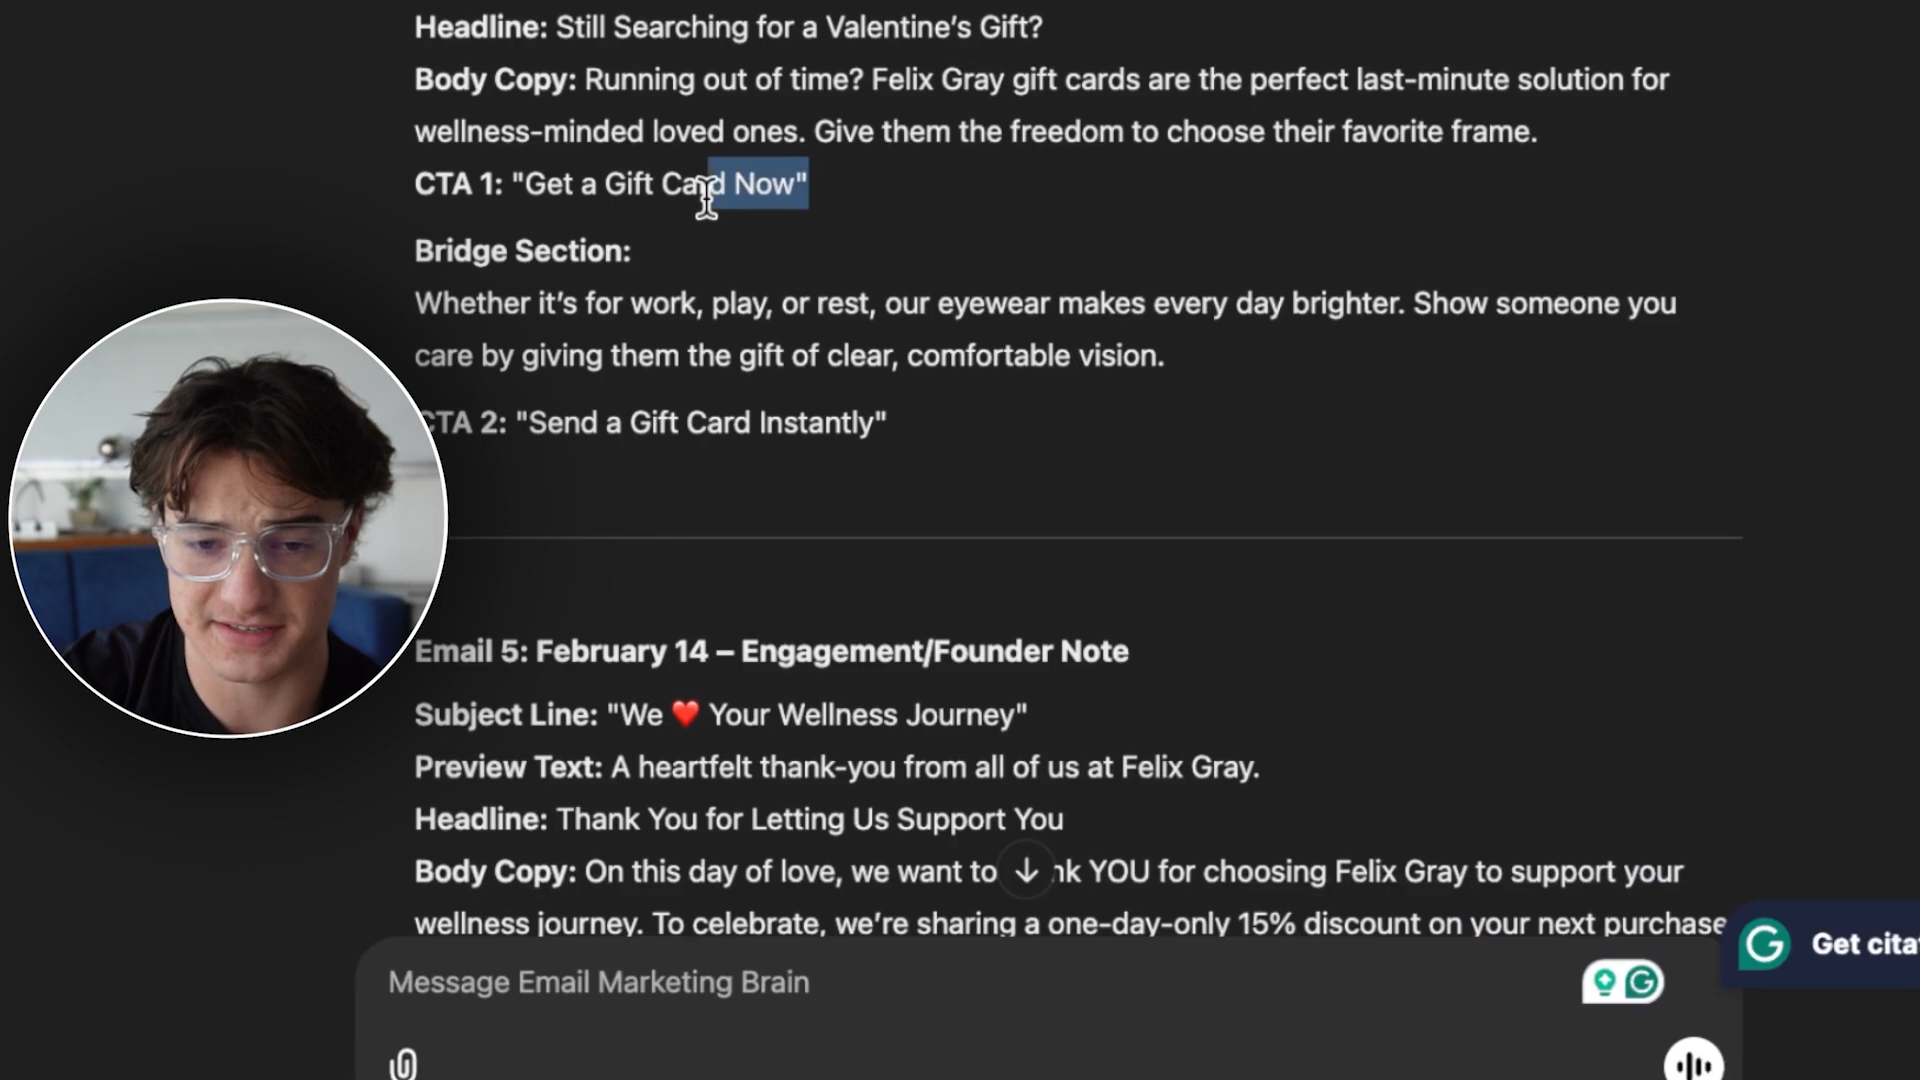 Headline: Still Searching for a Valentine’s Gift?
Body Copy: Running out of time? Felix Gray gift cards are the perfect last-minute solution for
wellness-minded loved ones. Give them the freedom to choose their favorite frame.
CTA 1: "Get a Gift Card Now"
Bridge Section:
Whether it’s for work, play, or rest, our eyewear makes every day brighter. Show someone you
care by giving them the gift of clear, comfortable vision.
CTA 2: "Send a Gift Card Instantly"
Email 5: February 14 – Engagement/Founder Note
Subject Line: "We ❤️ Your Wellness Journey"
Preview Text: A heartfelt thank-you from all of us at Felix Gray.
Headline: Thank You for Letting Us Support You
Body Copy: On this day of love, we want to nk YOU for choosing Felix Gray to support your
wellness journey. To celebrate, we’re sharing a one-day-only 15% discount on your next purchase
Get cita
Message Email Marketing Brain